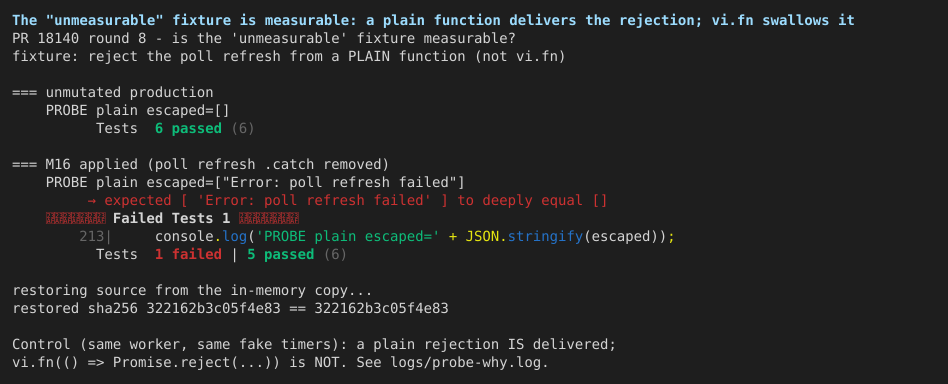 The "unmeasurable" fixture is measurable: a plain function delivers the rejection; vi.fn swallows it
PR 18140 round 8 - is the 'unmeasurable' fixture measurable?
fixture: reject the poll refresh from a PLAIN function (not vi.fn)
=== unmutated production
PROBE plain escaped=[]
Tests  6 passed (6)
=== M16 applied (poll refresh .catch removed)
PROBE plain escaped=["Error: poll refresh failed"]
→ expected [ 'Error: poll refresh failed' ] to deeply equal []
Failed Tests 1
213|     console.log('PROBE plain escaped=' + JSON.stringify(escaped));
Tests  1 failed | 5 passed (6)
restoring source from the in-memory copy...
restored sha256 322162b3c05f4e83 == 322162b3c05f4e83
Control (same worker, same fake timers): a plain rejection IS delivered;
vi.fn(() => Promise.reject(...)) is NOT. See logs/probe-why.log.